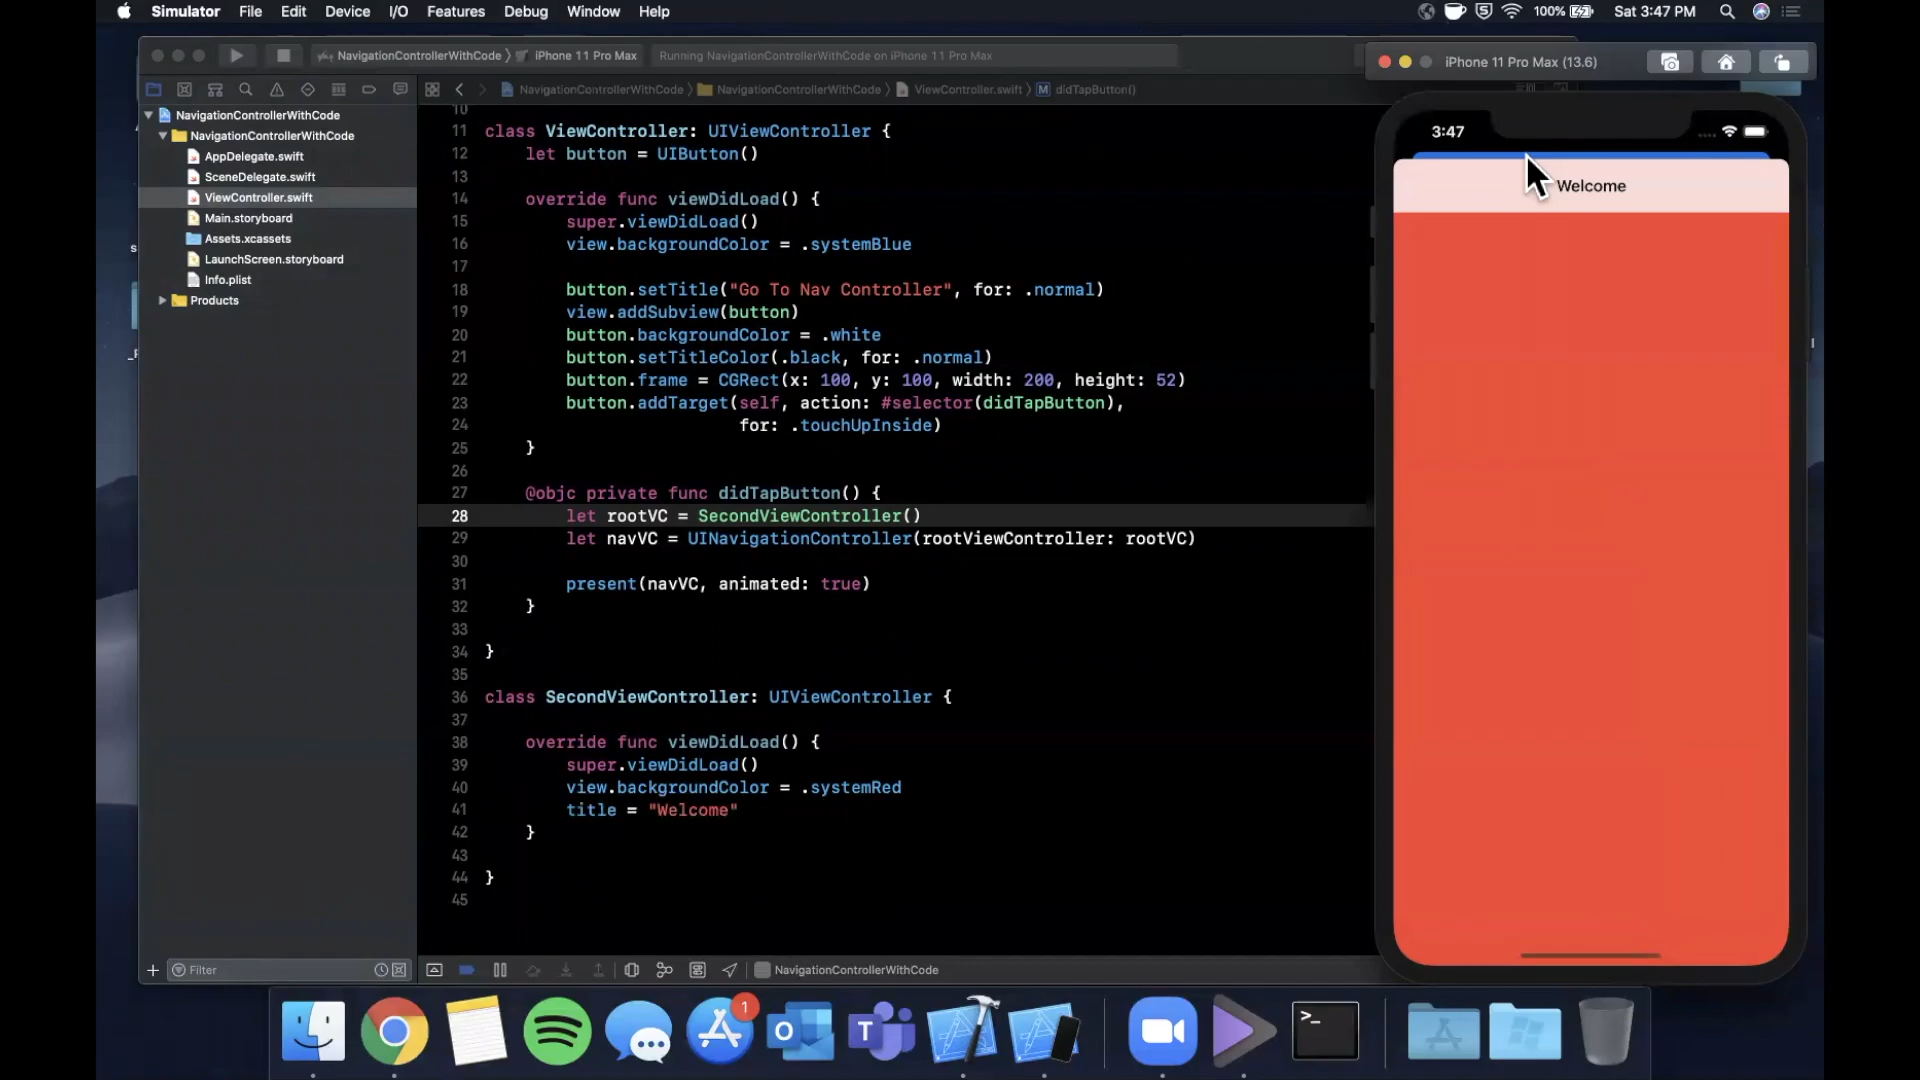 Simulator File Edit Device I/O Features Debug Window Help
100% Sat 3:47 PM
NavigationControllerWithCode iPhone 11 Pro Max Running NavigationControllerWithCode on iPhone 11 Pro Max
iPhone 11 Pro Max (13.6)
NavigationControllerWithCode NavigationControllerWithCode ViewController.swift M didTapButton()
NavigationControllerWithCode
NavigationControllerWithCode
AppDelegate.swift
SceneDelegate.swift
ViewController.swift
Main.storyboard
Assets.xcassets
LaunchScreen.storyboard
Info.plist
Products
Filter
10
11 class ViewController: UIViewController {
12 let button = UIButton()
13
14 override func viewDidLoad() {
15 super.viewDidLoad()
16 view.backgroundColor = .systemBlue
17
18 button.setTitle("Go To Nav Controller", for: .normal)
19 view.addSubview(button)
20 button.backgroundColor = .white
21 button.setTitleColor(.black, for: .normal)
22 button.frame = CGRect(x: 100, y: 100, width: 200, height: 52)
23 button.addTarget(self, action: #selector(didTapButton),
24 for: .touchUpInside)
25 }
26
27 @objc private func didTapButton() {
28 let rootVC = SecondViewController()
29 let navVC = UINavigationController(rootViewController: rootVC)
30
31 present(navVC, animated: true)
32 }
33
34 }
35
36 class SecondViewController: UIViewController {
37
38 override func viewDidLoad() {
39 super.viewDidLoad()
40 view.backgroundColor = .systemRed
41 title = "Welcome"
42 }
43
44 }
45
NavigationControllerWithCode
3:47
Welcome
1